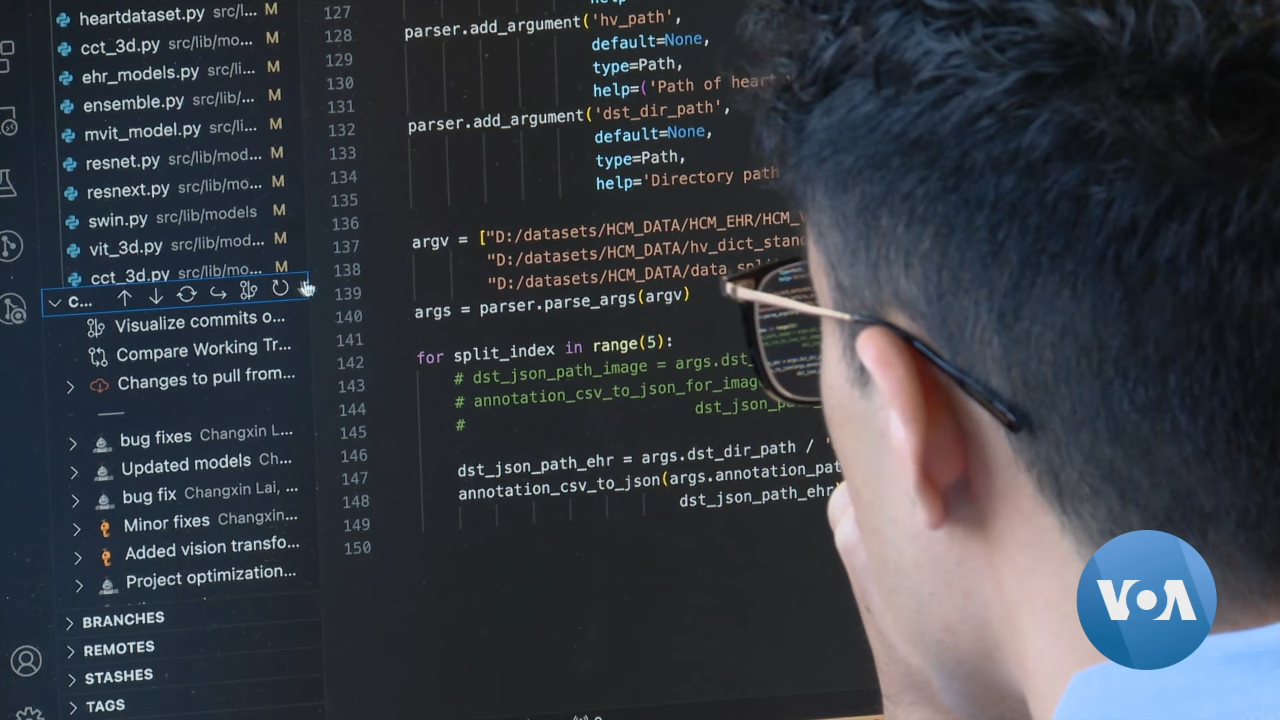 heartdataset.py src/l... M
cct_3d.py src/lib/mo... M
ehr_models.py src/li... M
ensemble.py src/lib/... M
mvit_model.py src/li... M
resnet.py src/lib/mod... M
resnext.py src/lib/mo... M
swin.py src/lib/models M
vit_3d.py src/lib/mod... M
cct_3d.py src/lib/mo... M
C...
Visualize commits o...
Compare Working Tr...
Changes to pull from...
bug fixes Changxin L...
Updated models Ch...
bug fix Changxin Lai, ...
Minor fixes Changxin...
Added vision transfo...
Project optimization...
BRANCHES
REMOTES
STASHES
TAGS
127
128 parser.add_argument('hv_path',
129 default=None,
130 type=Path,
131 help=('Path of heart
132 parser.add_argument('dst_dir_path',
133 default=None,
134 type=Path,
135 help='Directory path
136
137 argv = ["D:/datasets/HCM_DATA/HCM_EHR/HCM_
138 "D:/datasets/HCM_DATA/hv_dict_stan
139 "D:/datasets/HCM_DATA/data_spl
140 args = parser.parse_args(argv)
141
142 for split_index in range(5):
143 # dst_json_path_image = args.dst_
144 # annotation_csv_to_json_for_imag
145 dst_json_pa
146 #
147 dst_json_path_ehr = args.dst_dir_path / '
148 annotation_csv_to_json(args.annotation_pat
149 dst_json_path_ehr)
150
VOA